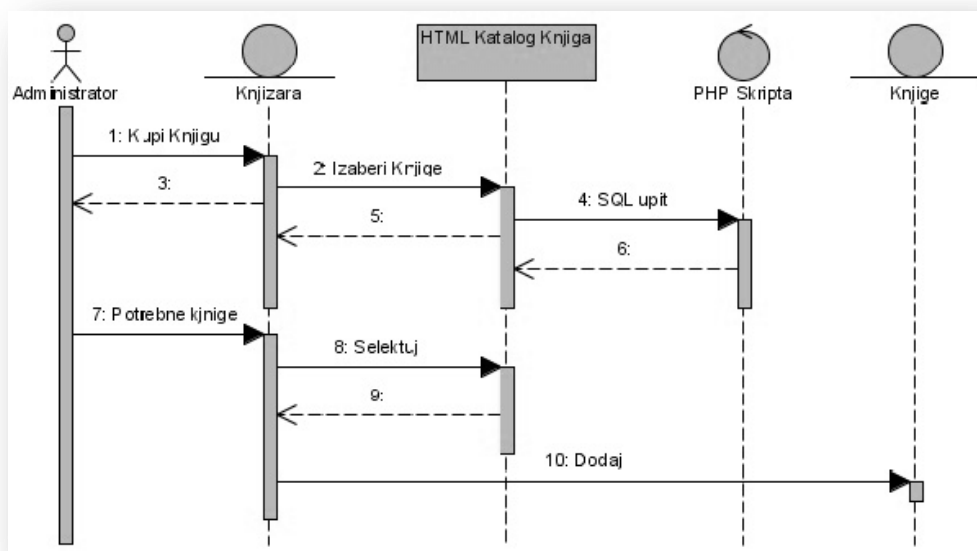 HTML Katalog Knjiga
Administrator
Knjizara
PHP Skripta
Knjige
1: Kupi Knjigu
2: Izaberi Knjige
3:
4: SQL upit
5:
6:
7: Potrebne kjnige
8: Selektuj
9:
10: Dodaj